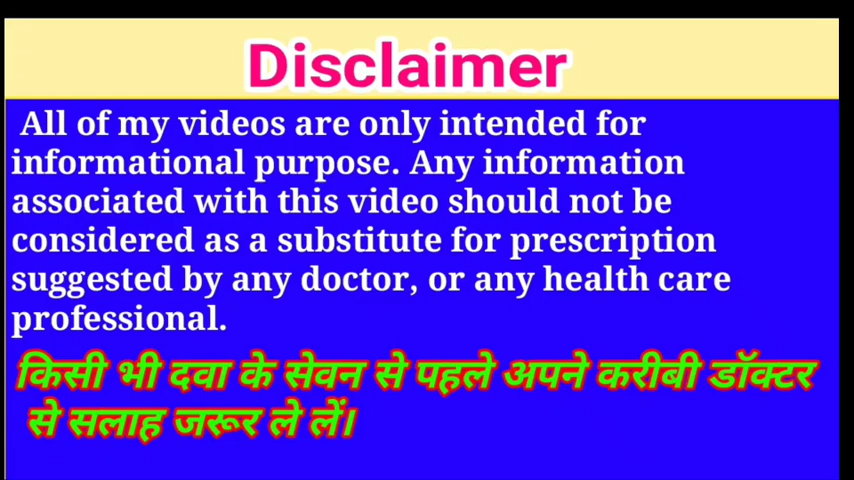 Disclaimer
All of my videos are only intended for
informational purpose. Any information
associated with this video should not be
considered as a substitute for prescription
suggested by any doctor, or any health care
professional.
किसी भी दवा के सेवन से पहले अपने करीबी डॉक्टर
से सलाह जरूर ले लें।